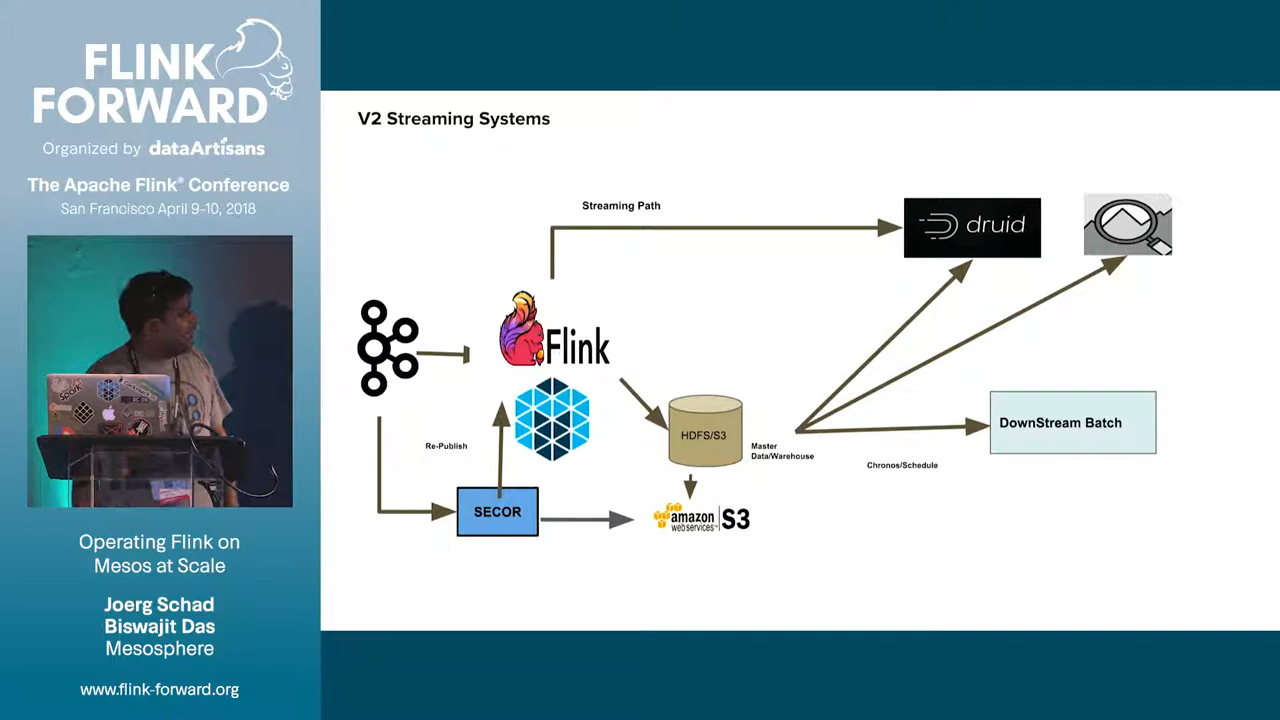 FLINK
FORWARD
Organized by dataArtisans
The Apache Flink® Conference
San Francisco April 9-10, 2018
Spark
Operating Flink on
Mesos at Scale
Joerg Schad
Biswajit Das
Mesosphere
www.flink-forward.org
V2 Streaming Systems
Streaming Path
druid
Flink
Re-Publish
HDFS/S3
Master
Data/Warehouse
DownStream Batch
Chronos/Schedule
SECOR
amazon
web services™
S3